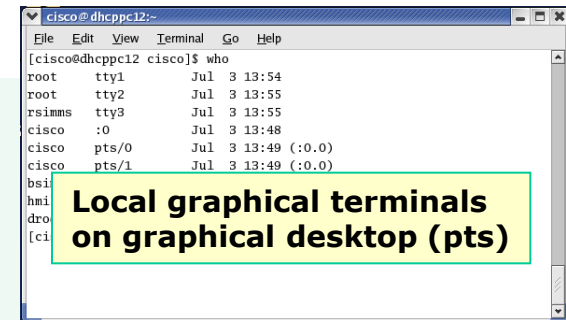 cisco@dhcppc12:~
File Edit View Terminal Go Help
[cisco@dhcppc12 cisco]$ who
root tty1 Jul 3 13:54
root tty2 Jul 3 13:55
rsimms tty3 Jul 3 13:55
cisco :0 Jul 3 13:48
cisco pts/0 Jul 3 13:49 (:0.0)
cisco pts/1 Jul 3 13:49 (:0.0)
Local graphical terminals
on graphical desktop (pts)